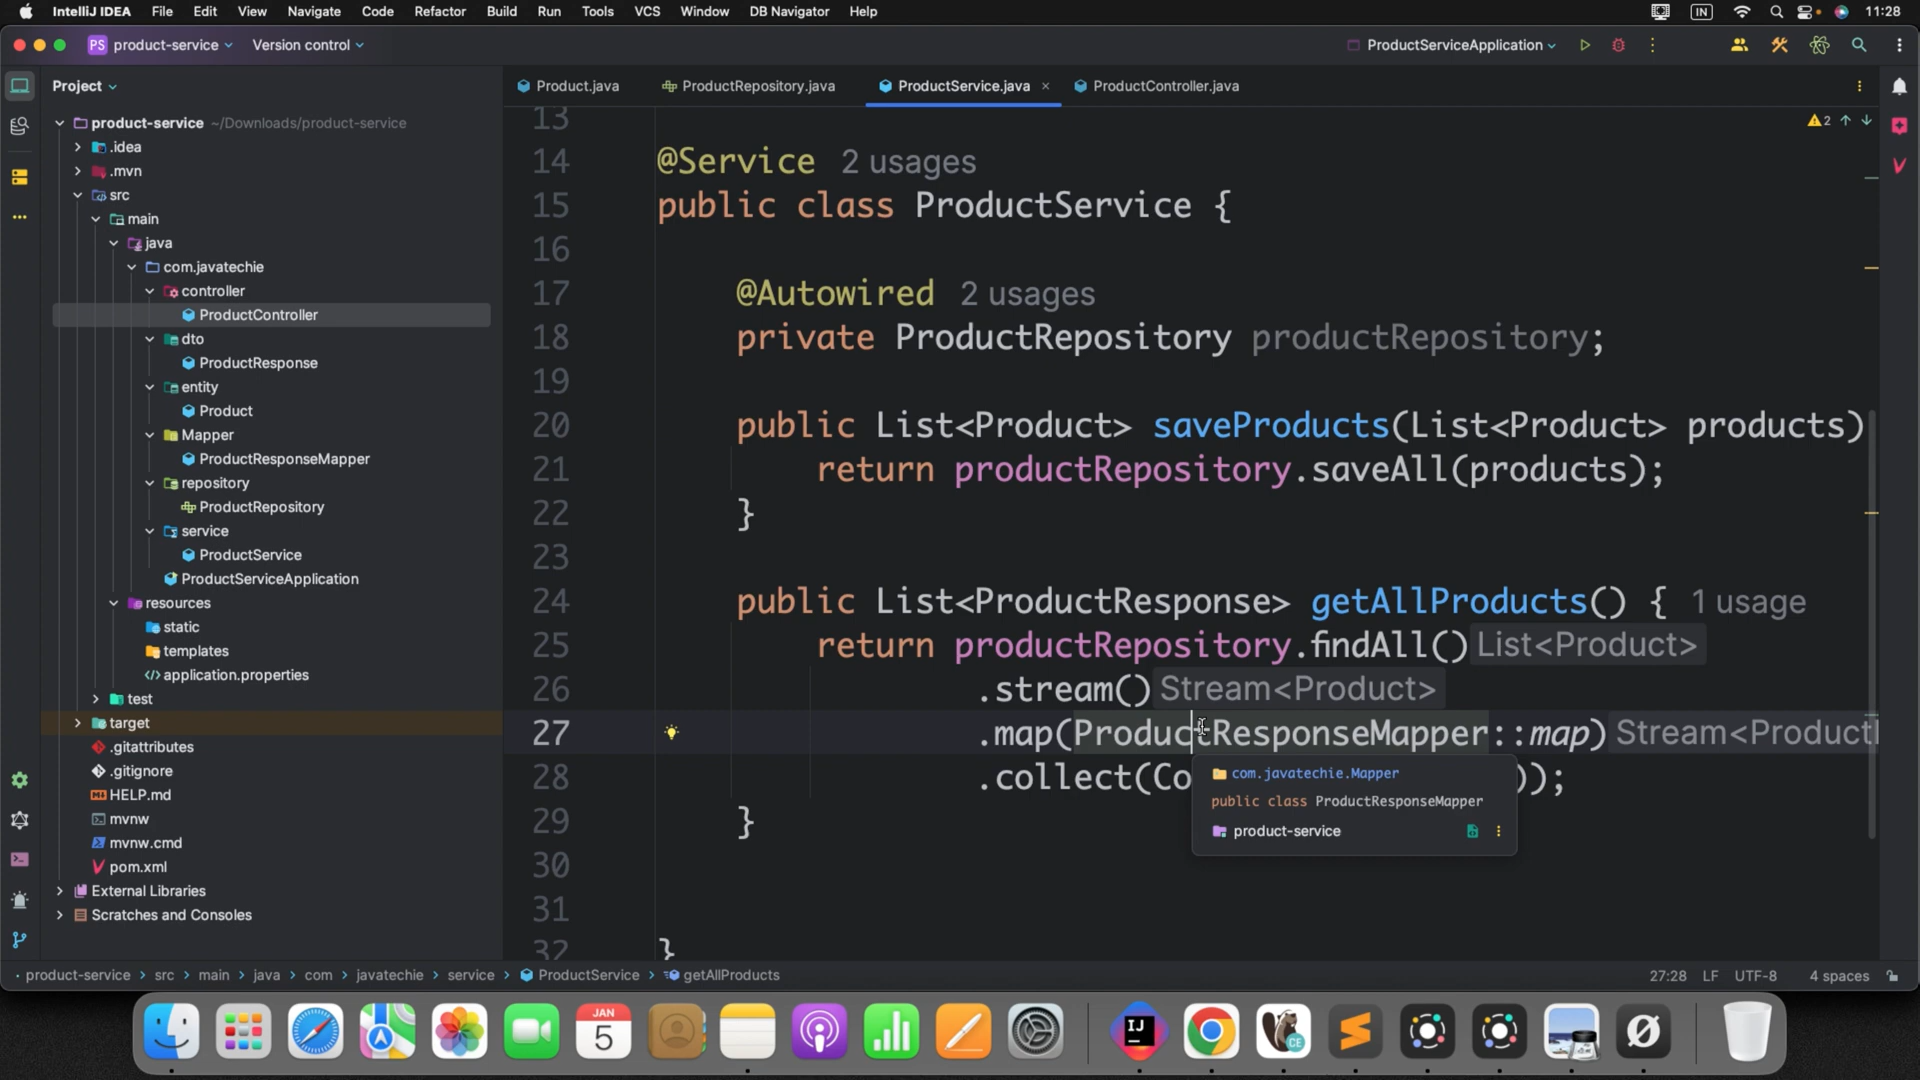 IntelliJ IDEA File Edit View Navigate Code Refactor Build Run Tools VCS Window DB Navigator Help IN 11:28
PS product-service Version control ProductServiceApplication
Project
Product.java ProductRepository.java ProductService.java ProductController.java
product-service ~/Downloads/product-service
.idea
.mvn
src
main
java
com.javatechie
controller
ProductController
dto
ProductResponse
entity
Product
Mapper
ProductResponseMapper
repository
ProductRepository
service
ProductService
ProductServiceApplication
resources
static
templates
application.properties
test
target
.gitattributes
.gitignore
HELP.md
mvnw
mvnw.cmd
pom.xml
External Libraries
Scratches and Consoles
2
13
14 @Service 2 usages
15 public class ProductService {
16
17 @Autowired 2 usages
18 private ProductRepository productRepository;
19
20 public List<Product> saveProducts(List<Product> products)
21 return productRepository.saveAll(products);
22 }
23
24 public List<ProductResponse> getAllProducts() { 1 usage
25 return productRepository.findAll() List<Product>
26 .stream() Stream<Product>
27 .map(ProductResponseMapper::map) Stream<Product
28 .collect(Co ));
29 }
30
31
32 }
com.javatechie.Mapper
public class ProductResponseMapper
product-service
product-service > src > main > java > com > javatechie > service > ProductService > getAllProducts 27:28 LF UTF-8 4 spaces
JAN
5
IJ
CE